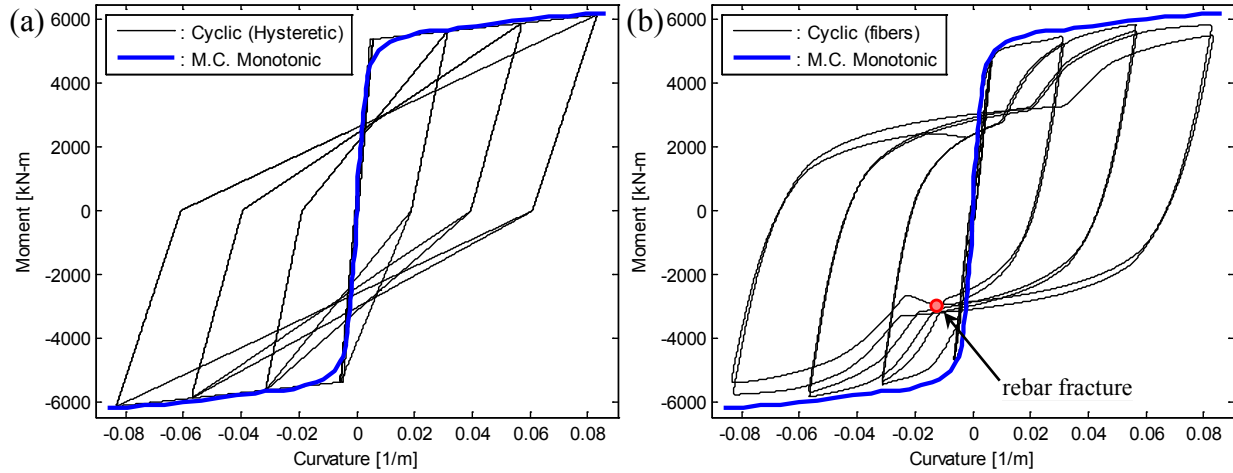 (a)
6000
4000
2000
0
-2000
-4000
-6000
Moment [kN-m]
: Cyclic (Hysteretic)
: M.C. Monotonic
-0.08 -0.06 -0.04 -0.02 0 0.02 0.04 0.06 0.08
Curvature [1/m]
(b)
6000
4000
2000
0
-2000
-4000
-6000
Moment [kN-m]
: Cyclic (fibers)
: M.C. Monotonic
rebar fracture
-0.08 -0.06 -0.04 -0.02 0 0.02 0.04 0.06 0.08
Curvature [1/m]